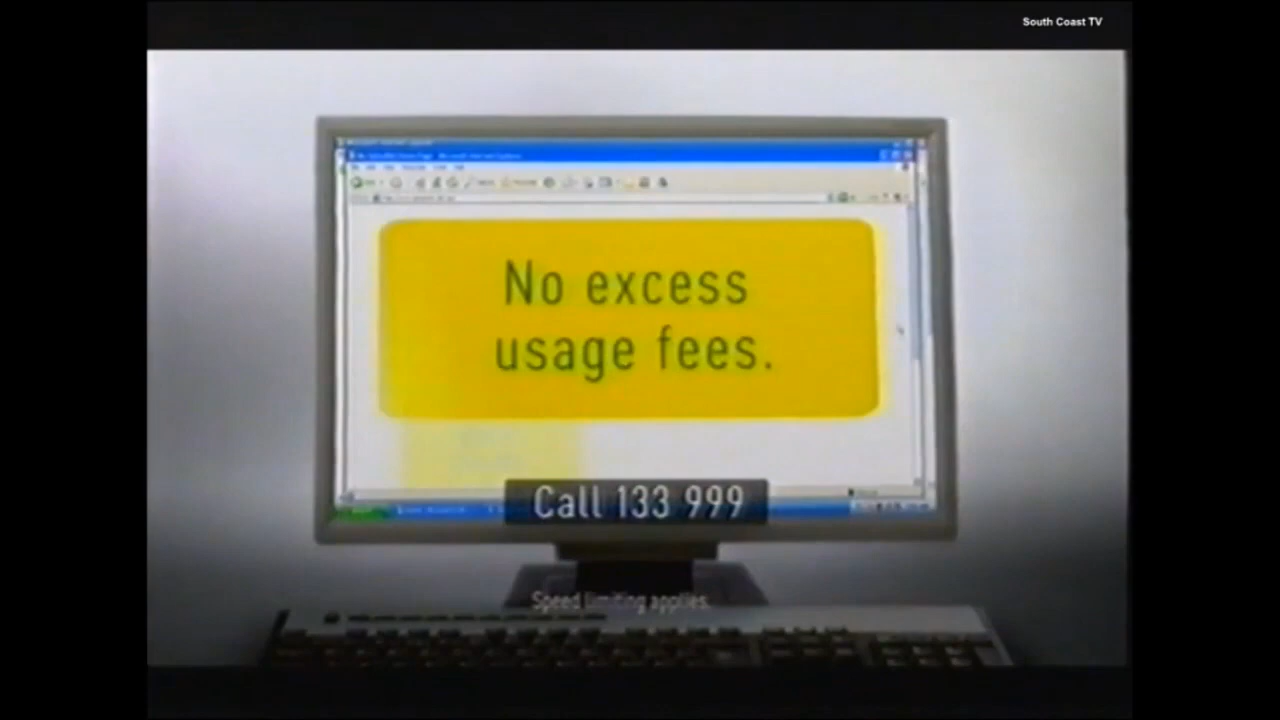 South Coast TV
No excess
usage fees.
Call 133 999
Speed limiting applies.